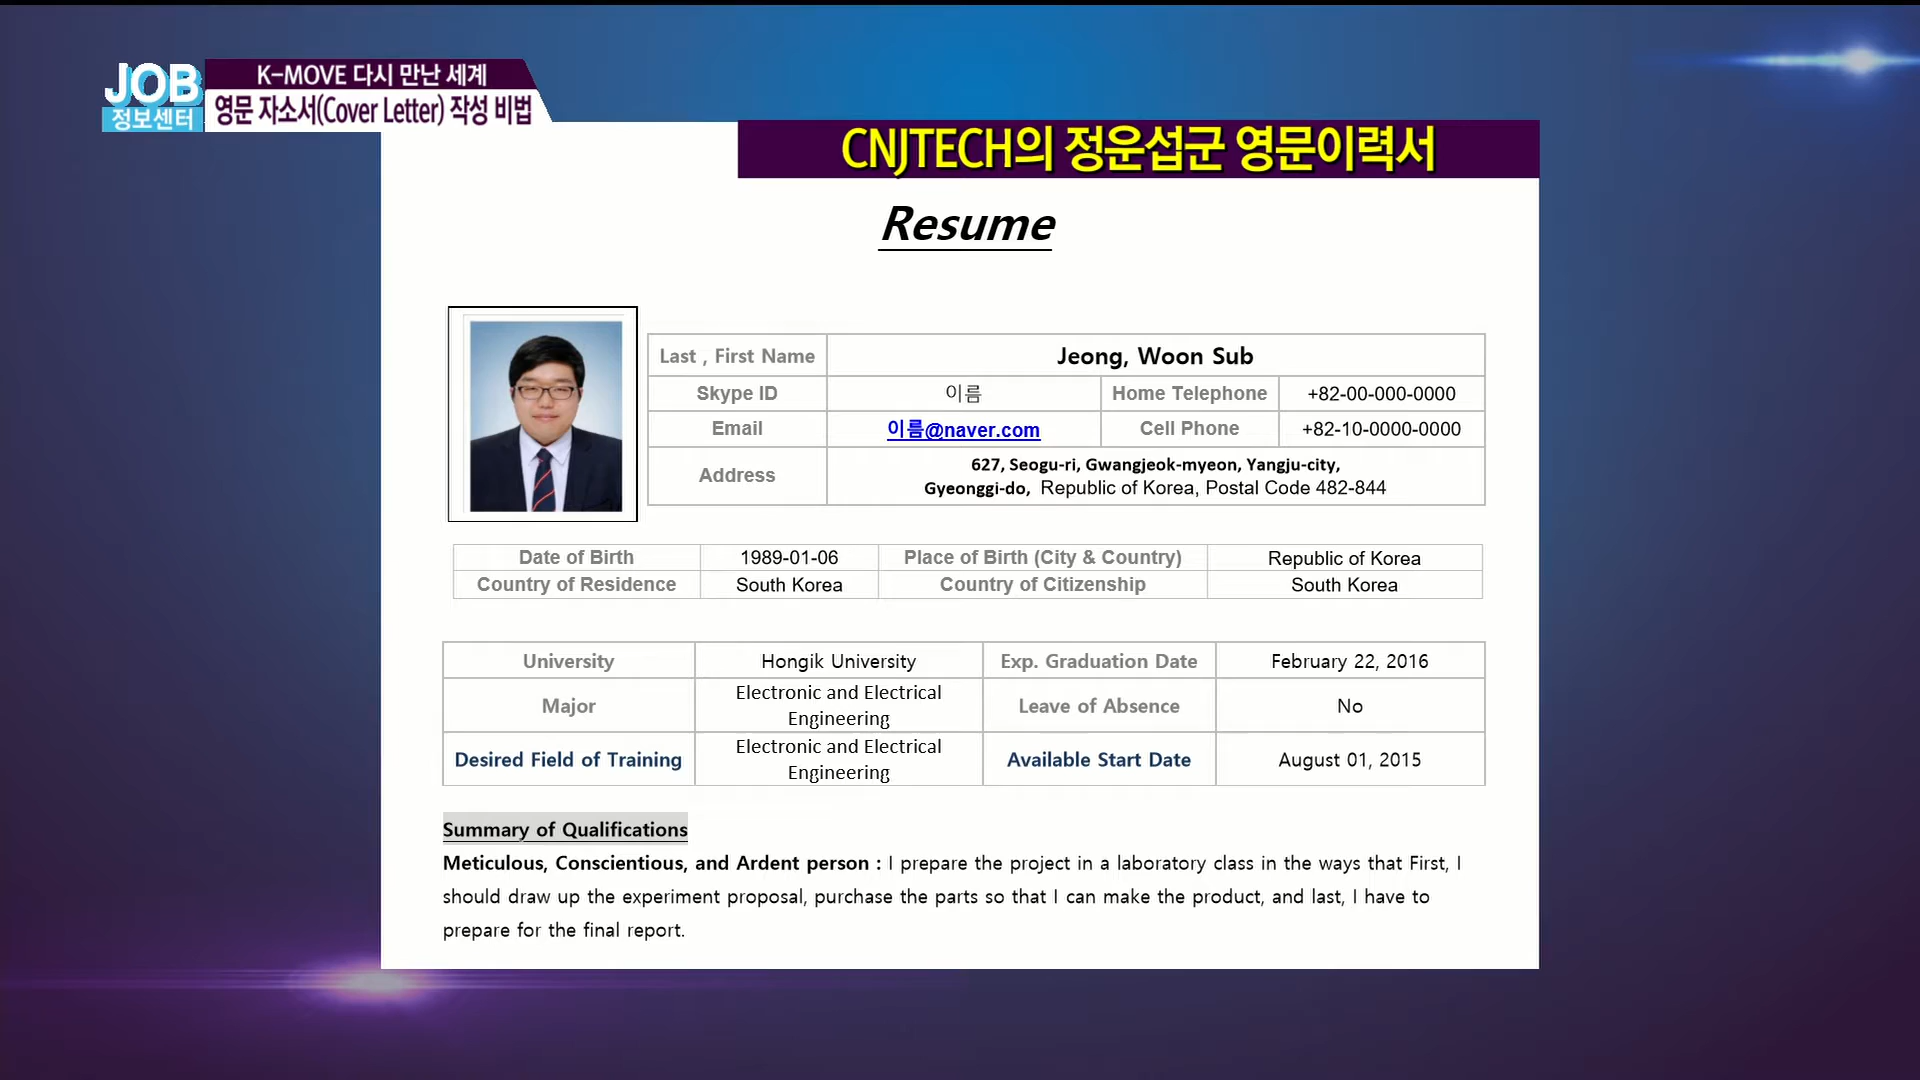 JOB
정보센터
K-MOVE 다시 만난 세계
영문 자소서(Cover Letter) 작성 비법
CNJTECH의 정운섭군 영문이력서
Resume
Last , First Name
Jeong, Woon Sub
Skype ID
이름
Home Telephone
+82-00-000-0000
Email
이름@naver.com
Cell Phone
+82-10-0000-0000
Address
627, Seogu-ri, Gwangjeok-myeon, Yangju-city,
Gyeonggi-do, Republic of Korea, Postal Code 482-844
Date of Birth
1989-01-06
Place of Birth (City & Country)
Republic of Korea
Country of Residence
South Korea
Country of Citizenship
South Korea
University
Hongik University
Exp. Graduation Date
February 22, 2016
Major
Electronic and Electrical
Engineering
Leave of Absence
No
Desired Field of Training
Electronic and Electrical
Engineering
Available Start Date
August 01, 2015
Summary of Qualifications
Meticulous, Conscientious, and Ardent person : I prepare the project in a laboratory class in the ways that First, I
should draw up the experiment proposal, purchase the parts so that I can make the product, and last, I have to
prepare for the final report.